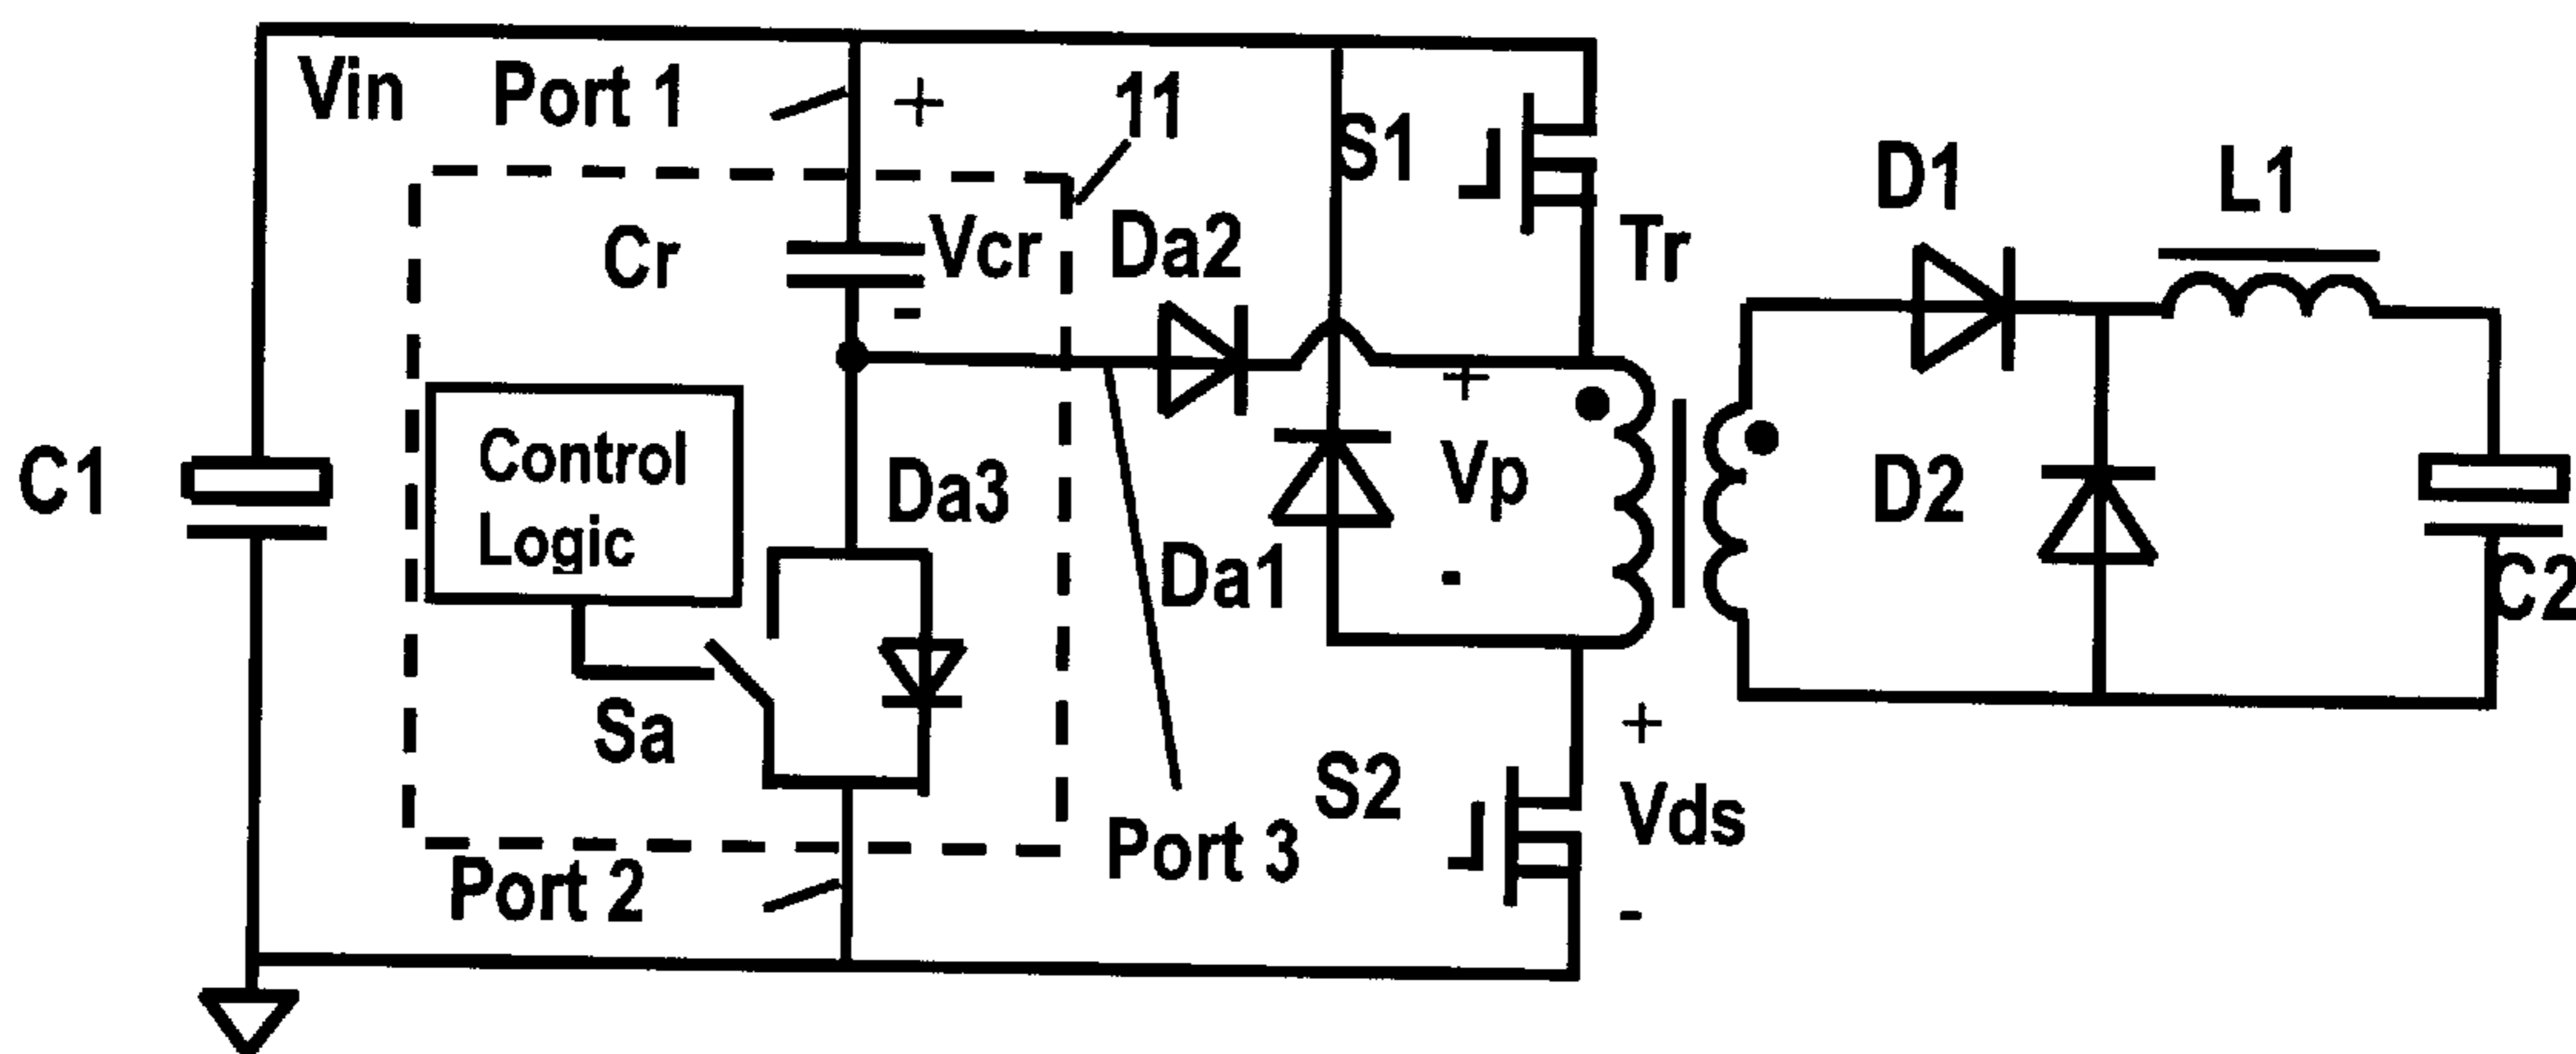 Vin
Port 1
+
11
S1
D1
L1
Cr
Vcr
Da2
Tr
-
+
C1
Control
Logic
Da3
Vp
D2
Da1
-
C2
Sa
+
S2
Vds
Port 3
Port 2
-